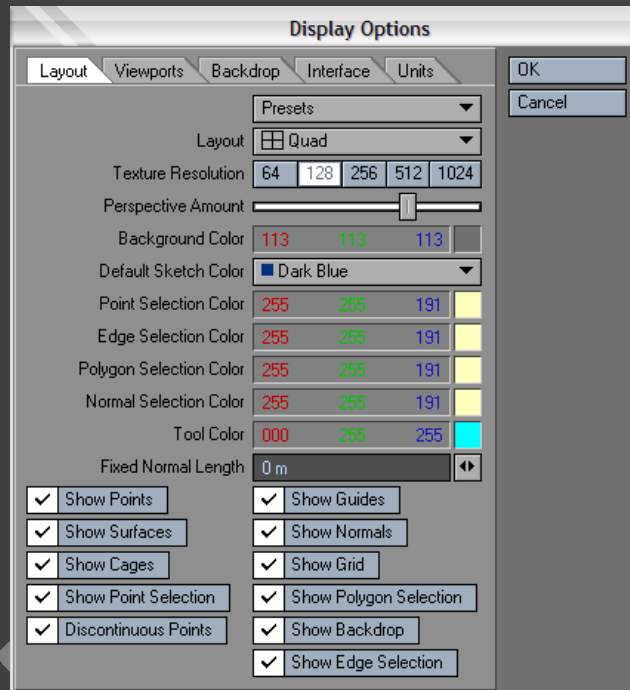 Display Options
Layout Viewports Backdrop Interface Units
OK
Cancel
Presets
Layout Quad
Texture Resolution 64 128 256 512 1024
Perspective Amount
Background Color 113 113 113
Default Sketch Color Dark Blue
Point Selection Color 255 255 191
Edge Selection Color 255 255 191
Polygon Selection Color 255 255 191
Normal Selection Color 255 255 191
Tool Color 000 255 255
Fixed Normal Length 0 m
Show Points Show Guides
Show Surfaces Show Normals
Show Cages Show Grid
Show Point Selection Show Polygon Selection
Discontinuous Points Show Backdrop
Show Edge Selection